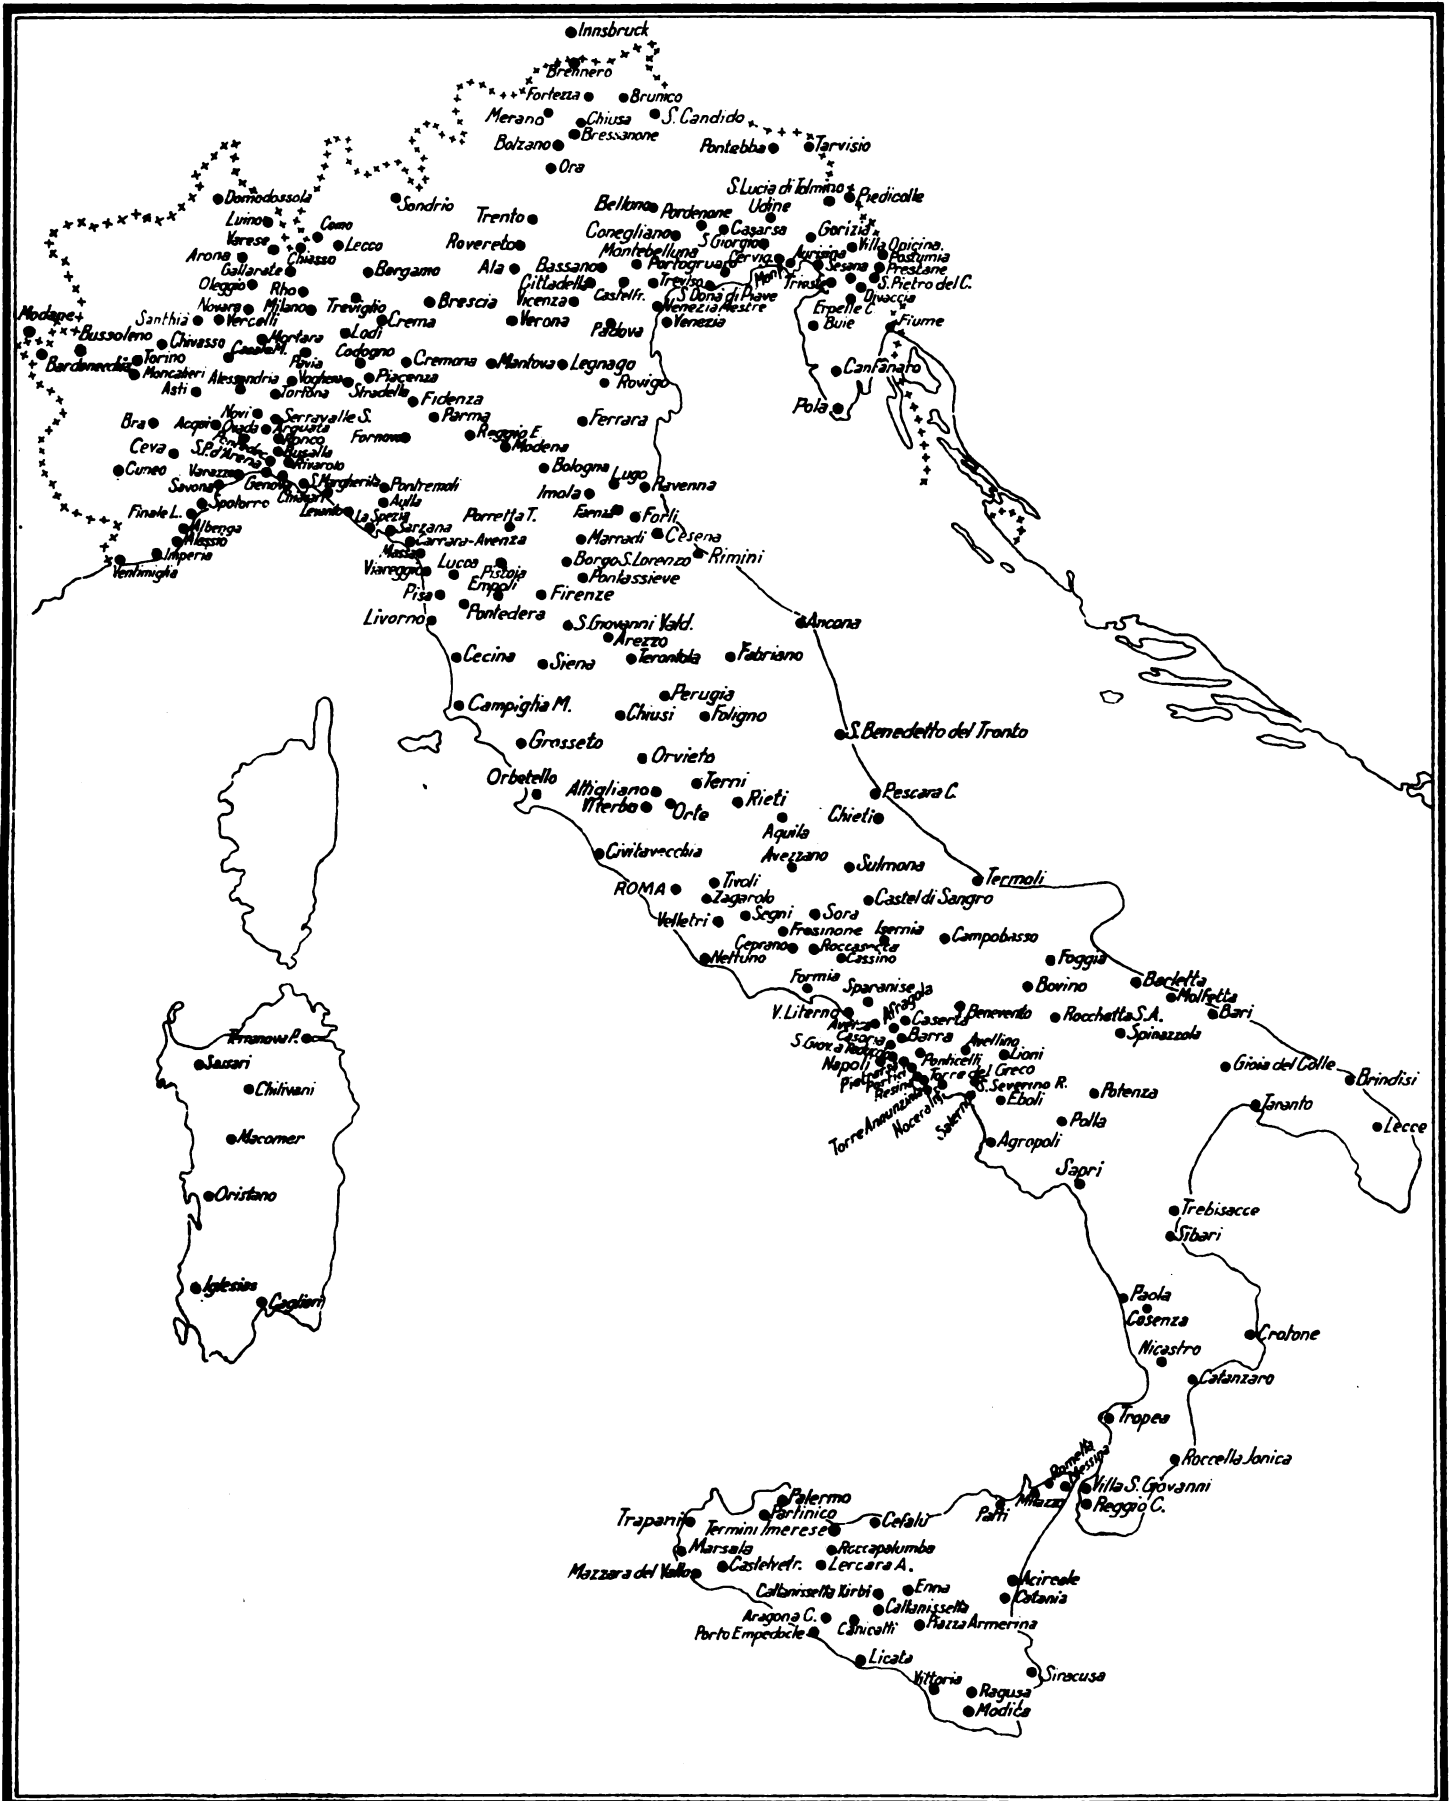 Innsbruck
Brennero
Fortezza
Brunico
Merano
Chiusa
S. Candido
Bressanone
Bolzano
Pontebba
Tarvisio
Ora
Domodossola
Sondrio
S. Lucia di Tolmino
Piedicolle
Belluno
Pordenone
Udine
Luino
Como
Trento
Conegliano
Casarsa
Gorizia
Varese
Chiasso
Lecco
Rovereto
Montebelluna
S. Giorgio
Villa Opicina.
Arona
Gallarate
Bergamo
Ala
Bassano
Portogruaro
Cervig.
Monf.
Aurisina
Sesana
Postumia
Prestane
Oleggio
Rho
Cittadella
Castelfr.
Treviso
Trieste
S. Pietro del C.
Novara
Milano
Treviglio
Brescia
Vicenza
S. Donà di Piave
Erpelle C.
Divaccia
Santhià
Vercelli
Crema
Verona
Padova
Venezia Mestre
Venezia
Buie
Fiume
Modane
Bussoleno
Chivasso
Mortara
Lodi
Bardonecchia
Torino
Casale M.
Pavia
Codogno
Cremona
Mantova
Legnago
Canfanaro
Moncalieri
Alessandria
Voghera
Piacenza
Rovigo
Asti
Tortona
Stradella
Fidenza
Pola
Bra
Acqui
Novi
Serravalle S.
Parma
Ferrara
Ovada
Arquata
Ronco
Fornovo
Reggio E.
Modena
Ceva
S.P. d'Arena
Busalla
Rivarolo
Cuneo
Varazze
Bologna
Lugo
Savona
Genova
S. Margherita
Chiavari
Pontremoli
Imola
Ravenna
Spotorno
Aulla
Finale L.
Levanto
La Spezia
Porretta T.
Faenza
Forlì
Albenga
Sarzana
Alassio
Carrara-Avenza
Marradi
Cesena
Imperia
Massa
Ventimiglia
Viareggio
Lucca
Pistoia
Borgo S. Lorenzo
Rimini
Pontassieve
Pisa
Empoli
Firenze
Livorno
Pontedera
S. Giovanni Vald.
Ancona
Arezzo
Cecina
Siena
Terontola
Fabriano
Campiglia M.
Perugia
Chiusi
Foligno
S. Benedetto del Tronto
Grosseto
Orvieto
Orbetello
Attigliano
Terni
Viterbo
Orte
Rieti
Pescara C.
Chieti
Aquila
Civitavecchia
Avezzano
Sulmona
ROMA
Tivoli
Termoli
Zagarolo
Castel di Sangro
Velletri
Segni
Sora
Frosinone
Isernia
Campobasso
Ceprano
Roccasecca
Nettuno
Cassino
Foggia
Formia
Sparanise
Bovino
Barletta
Molfetta
V. Literno
Afragola
Benevento
Rocchetta S.A.
Bari
Aversa
Caserta
Spinazzola
Casoria
Barra
Avellino
S. Giov. a Teduccio
Ponticelli
Lioni
Napoli
Gioia del Colle
Pietrarsa
Portici
Torre del Greco
Brindisi
Resina
S. Severino R.
Potenza
Torre Annunziata
Nocera Inf.
Salerno
Eboli
Taranto
Polla
Lecce
Agropoli
Sapri
Trebisacce
Sibari
Terranova P.
Sassari
Chilivani
Macomer
Oristano
Iglesias
Cagliari
Paola
Cosenza
Crotone
Nicastro
Catanzaro
Tropea
Rometta
Messina
Roccella Jonica
Villa S. Giovanni
Milazzo
Reggio C.
Patti
Palermo
Partinico
Trapani
Termini Imerese
Cefalù
Marsala
Roccapalumba
Castelvetr.
Lercara A.
Mazzara del Vallo
Acireale
Caltanissetta Xirbi
Enna
Catania
Caltanissetta
Aragona C.
Canicatti
Piazza Armerina
Porto Empedocle
Licata
Siracusa
Vittoria
Ragusa
Modica